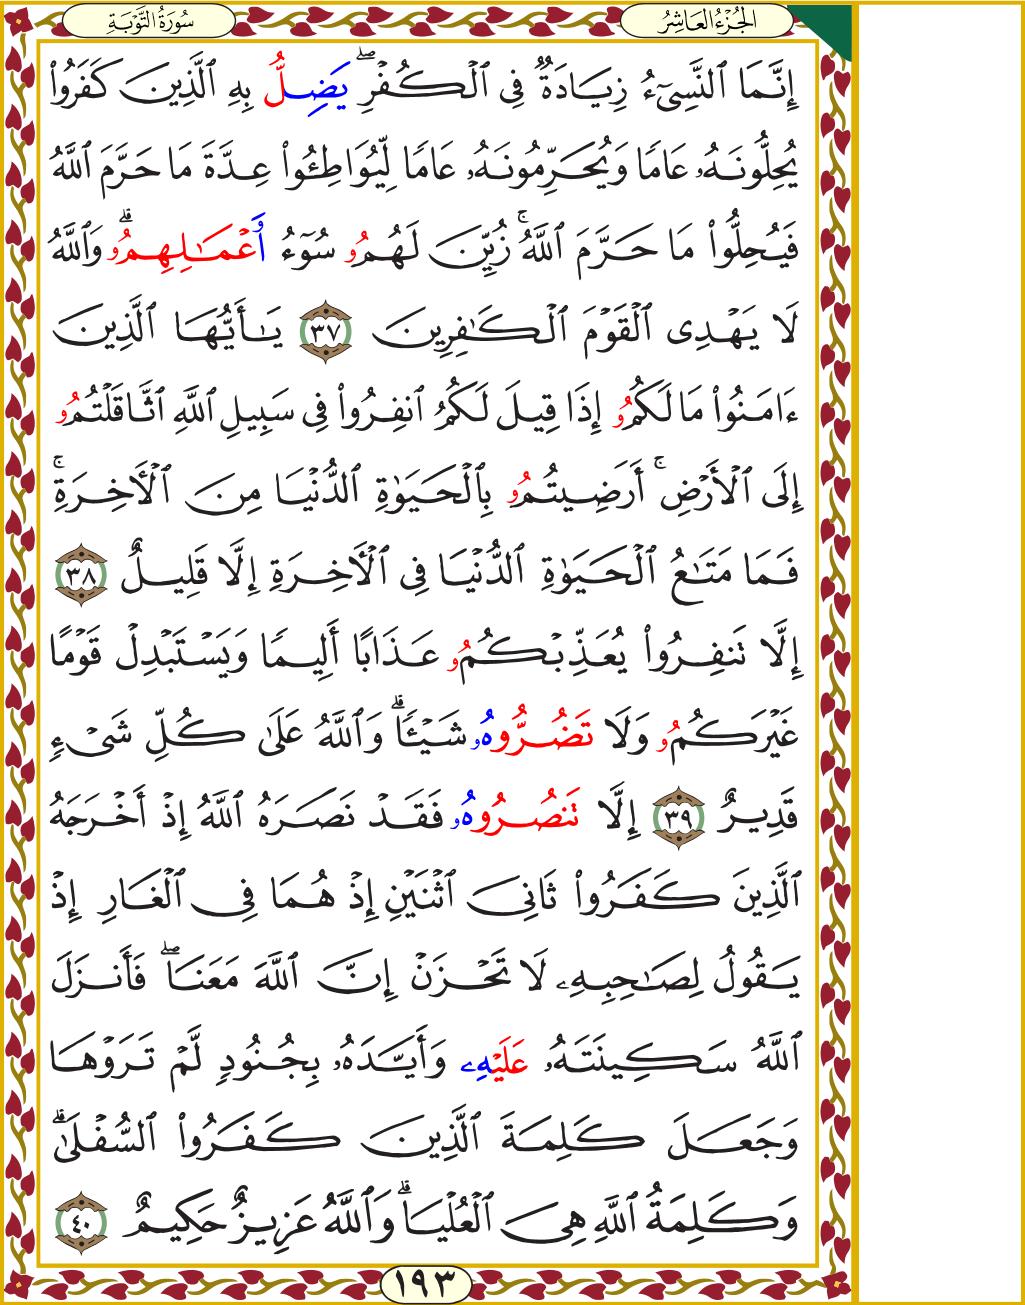 الجُزْءُ العَاشِرُ
سُورَةُ التَّوْبَةِ
إِنَّمَا ٱلنَّسِىٓءُ زِيَادَةٌ فِى ٱلْكُفْرِ ۖ يَضِلُّ بِهِ ٱلَّذِينَ كَفَرُوا۟
يُحِلُّونَهُۥ عَامًا وَيُحَرِّمُونَهُۥ عَامًا لِّيُوَاطِـُٔوا۟ عِدَّةَ مَا حَرَّمَ ٱللَّهُ
فَيُحِلُّوا۟ مَا حَرَّمَ ٱللَّهُ ۚ زُيِّنَ لَهُمُۥ سُوٓءُ أَعْمَـٰلِهِمُۥ ۗ وَٱللَّهُ
لَا يَهْدِى ٱلْقَوْمَ ٱلْكَـٰفِرِينَ ٣٧ يَـٰٓأَيُّهَا ٱلَّذِينَ
ءَامَنُوا۟ مَا لَكُمُۥ إِذَا قِيلَ لَكُمُ ٱنفِرُوا۟ فِى سَبِيلِ ٱللَّهِ ٱثَّاقَلْتُمُۥ
إِلَى ٱلْأَرْضِ ۚ أَرَضِيتُمُۥ بِٱلْحَيَوٰةِ ٱلدُّنْيَا مِنَ ٱلْـَٔاخِرَةِ ۚ
فَمَا مَتَـٰعُ ٱلْحَيَوٰةِ ٱلدُّنْيَا فِى ٱلْـَٔاخِرَةِ إِلَّا قَلِيلٌ ٣٨
إِلَّا تَنفِرُوا۟ يُعَذِّبْكُمُۥ عَذَابًا أَلِيمًا وَيَسْتَبْدِلْ قَوْمًا
غَيْرَكُمُۥ وَلَا تَضُرُّوهُۥ شَيْـًٔا ۗ وَٱللَّهُ عَلَىٰ كُلِّ شَىْءٍ
قَدِيرٌ ٣٩ إِلَّا تَنصُرُوهُۥ فَقَدْ نَصَرَهُ ٱللَّهُ إِذْ أَخْرَجَهُ
ٱلَّذِينَ كَفَرُوا۟ ثَانِىَ ٱثْنَيْنِ إِذْ هُمَا فِى ٱلْغَارِ إِذْ
يَقُولُ لِصَـٰحِبِهِۦ لَا تَحْزَنْ إِنَّ ٱللَّهَ مَعَنَا ۖ فَأَنزَلَ
ٱللَّهُ سَكِينَتَهُۥ عَلَيْهِۦ وَأَيَّدَهُۥ بِجُنُودٍ لَّمْ تَرَوْهَا
وَجَعَلَ كَلِمَةَ ٱلَّذِينَ كَفَرُوا۟ ٱلسُّفْلَىٰ ۗ
وَكَلِمَةُ ٱللَّهِ هِىَ ٱلْعُلْيَا ۗ وَٱللَّهُ عَزِيزٌ حَكِيمٌ ٤٠
١٩٣